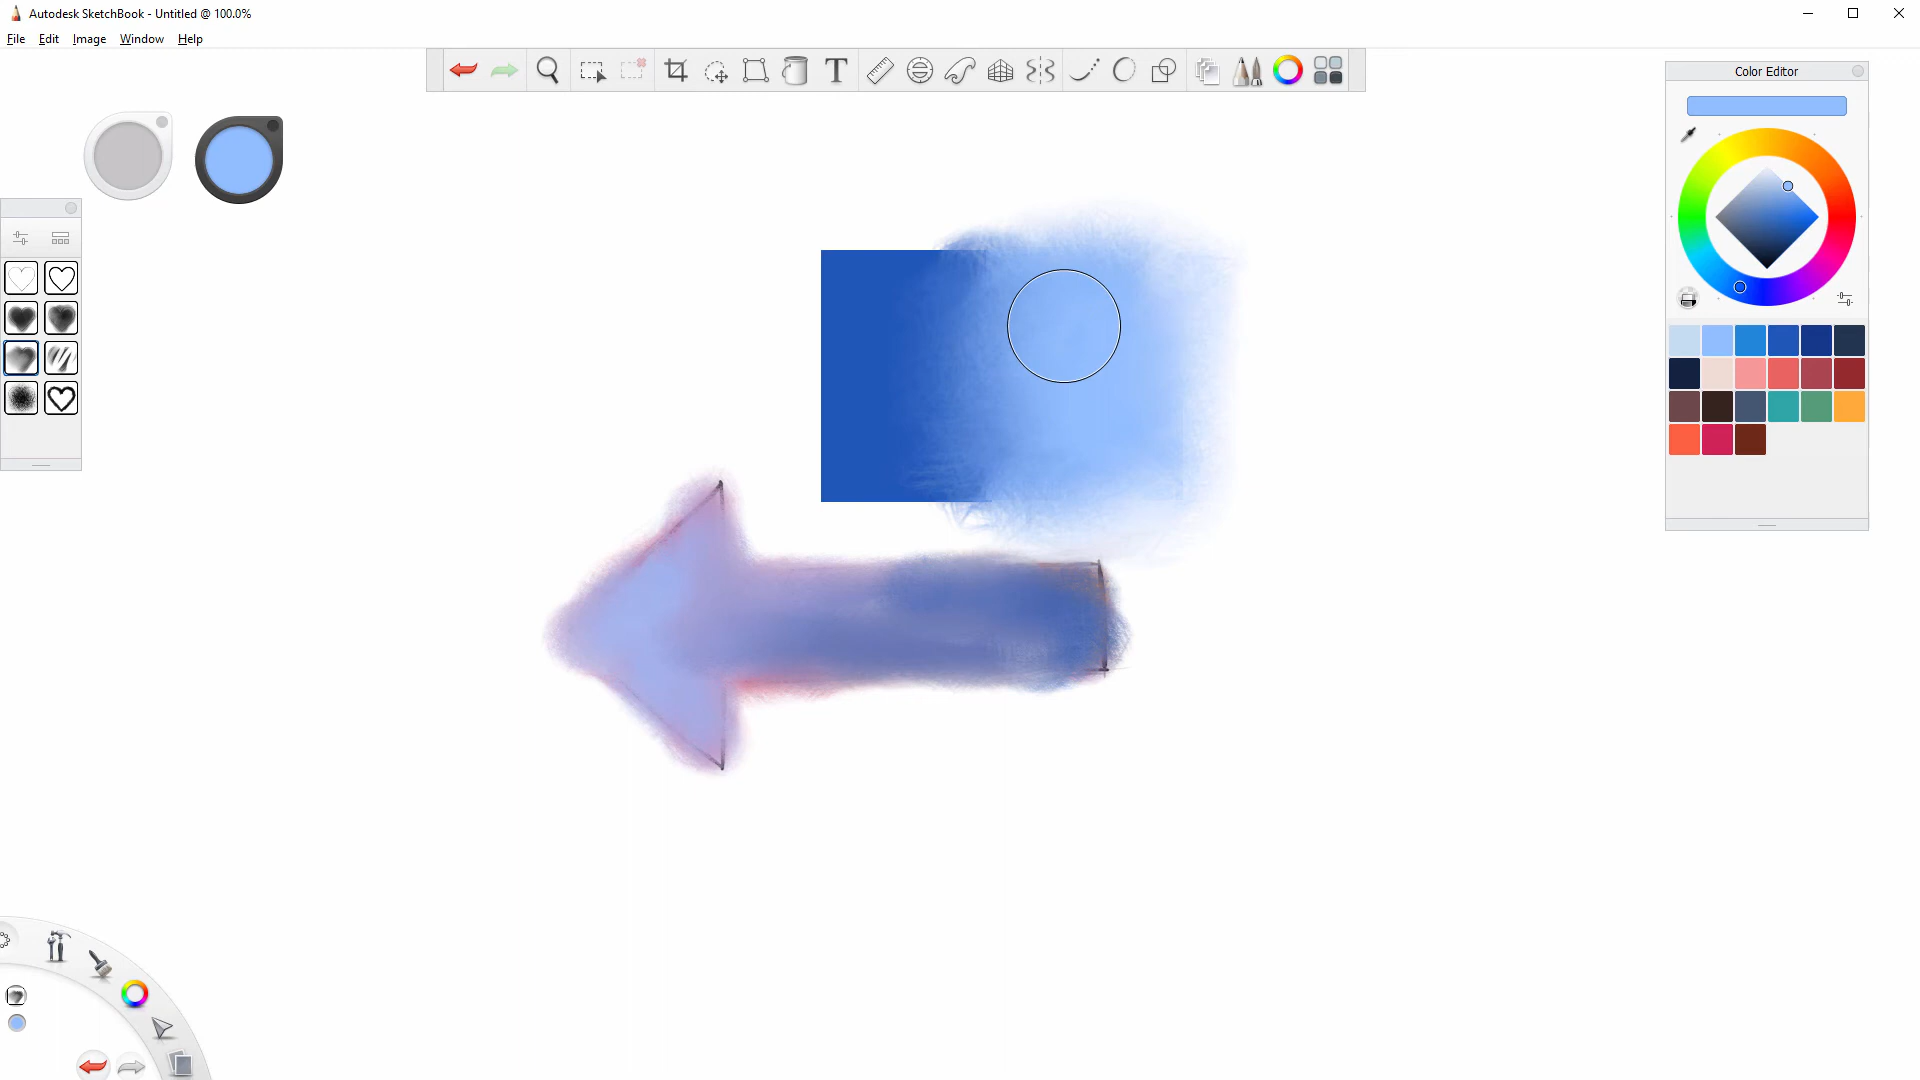 Autodesk SketchBook - Untitled @ 100.0%
File Edit Image Window Help
T
Color Editor